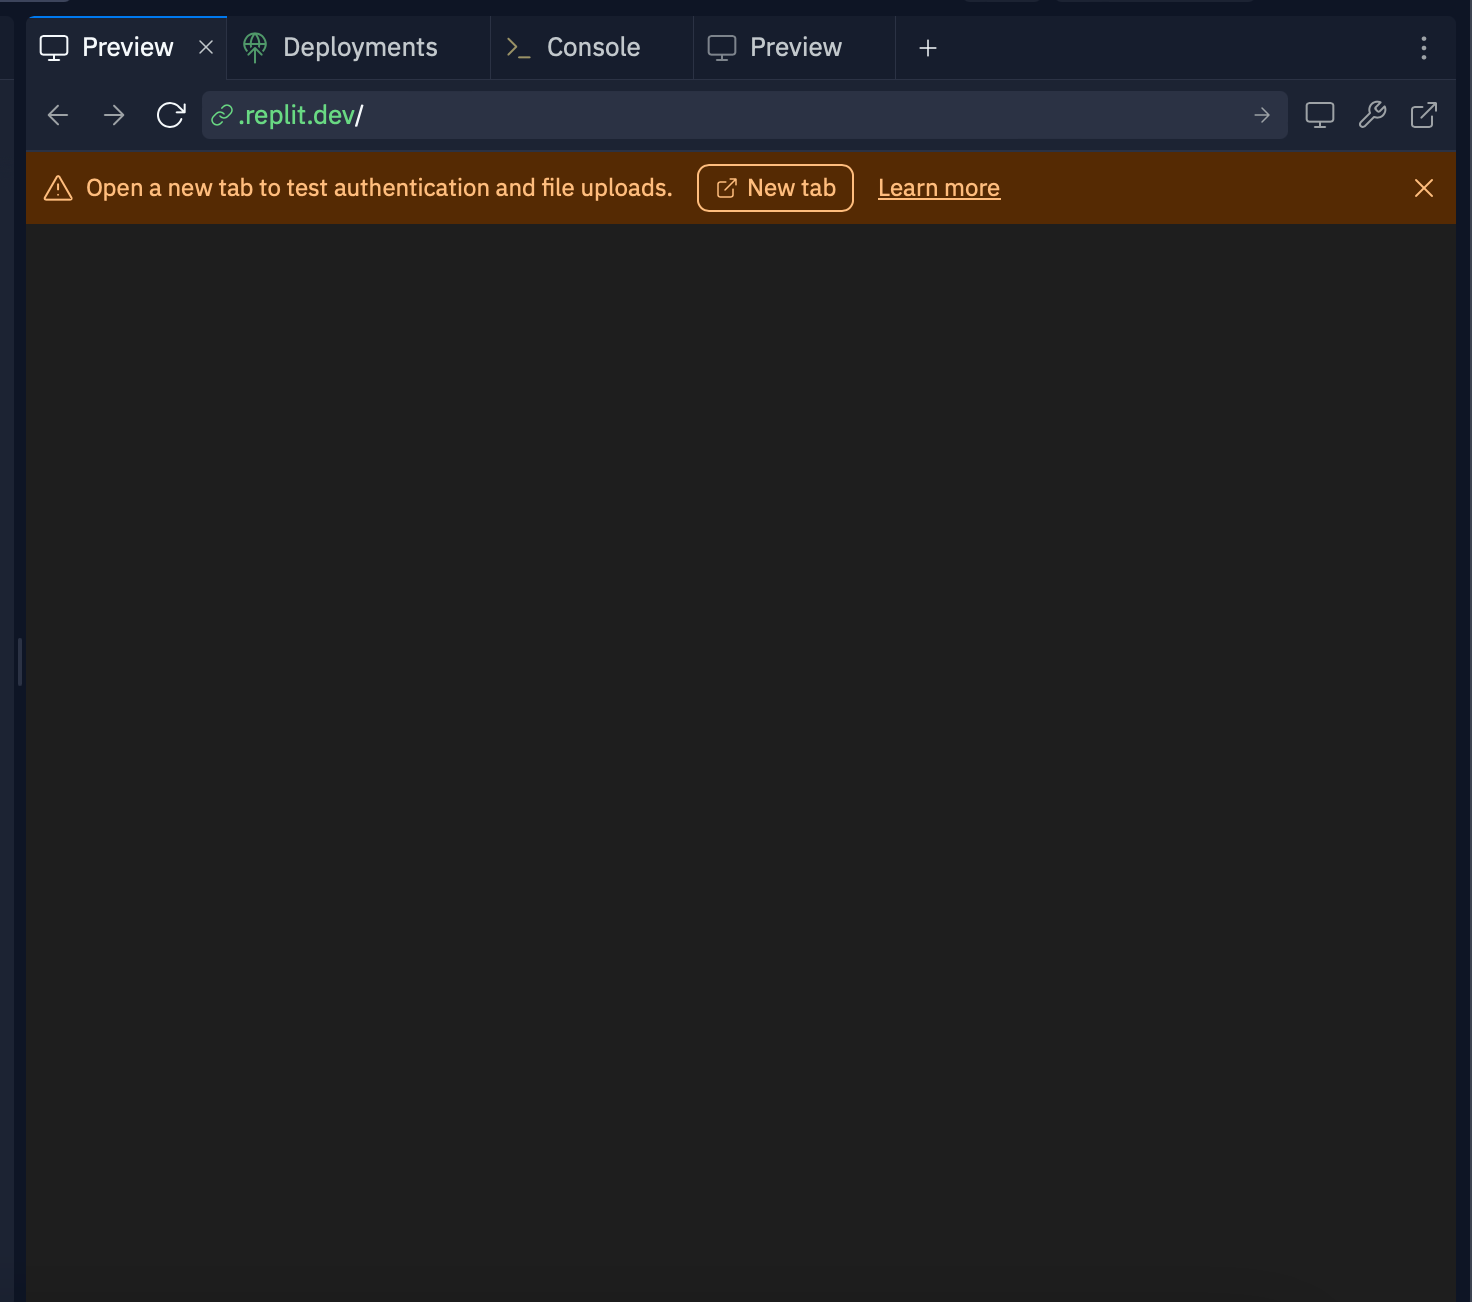 Preview Deployments Console Preview
.replit.dev/
Open a new tab to test authentication and file uploads. New tab Learn more